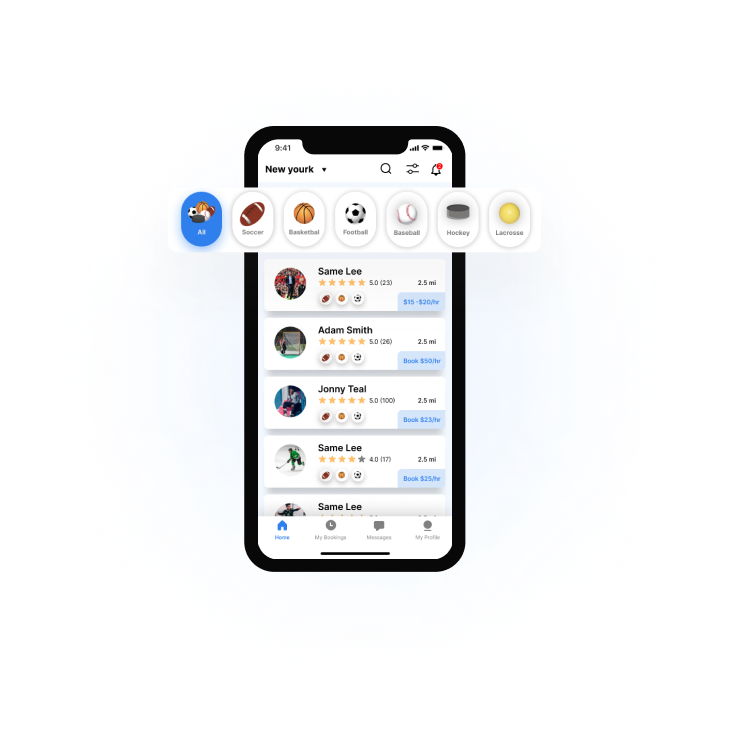 9:41
New yourk
2
All
Soccer
Basketbal
Football
Baseball
Hockey
Lacrosse
Same Lee
5.0 (23)
2.5 mi
$15 -$20/hr
Adam Smith
5.0 (26)
2.5 mi
Book $50/hr
Jonny Teal
5.0 (100)
2.5 mi
Book $23/hr
Same Lee
4.0 (17)
2.5 mi
Book $25/hr
Same Lee
Home
My Bookings
Messages
My Profile